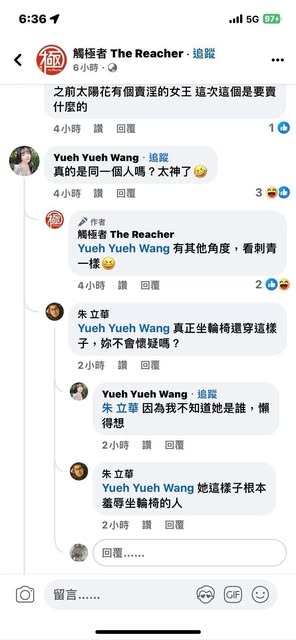 6:36
5G
97
觸極者 The Reacher · 追蹤
6小時 ·
極
之前太陽花有個賣淫的女王 這次這個是要賣
什麼的
4小時 讚 回覆 1
Yueh Yueh Wang · 追蹤
真的是同一個人嗎？太神了🤣
4小時 讚 回覆 3
作者
觸極者 The Reacher
Yueh Yueh Wang 有其他角度，看刺青
一樣😆
4小時 讚 回覆 2
朱 立華
Yueh Yueh Wang 真正坐輪椅還穿這樣
子，妳不會懷疑嗎？
2小時 讚 回覆
Yueh Yueh Wang · 追蹤
朱 立華 因為我不知道她是誰，懶
得想
2小時 讚 回覆
朱 立華
Yueh Yueh Wang 她這樣子根本
羞辱坐輪椅的人
2小時 讚 回覆
回覆......
留言......
GIF